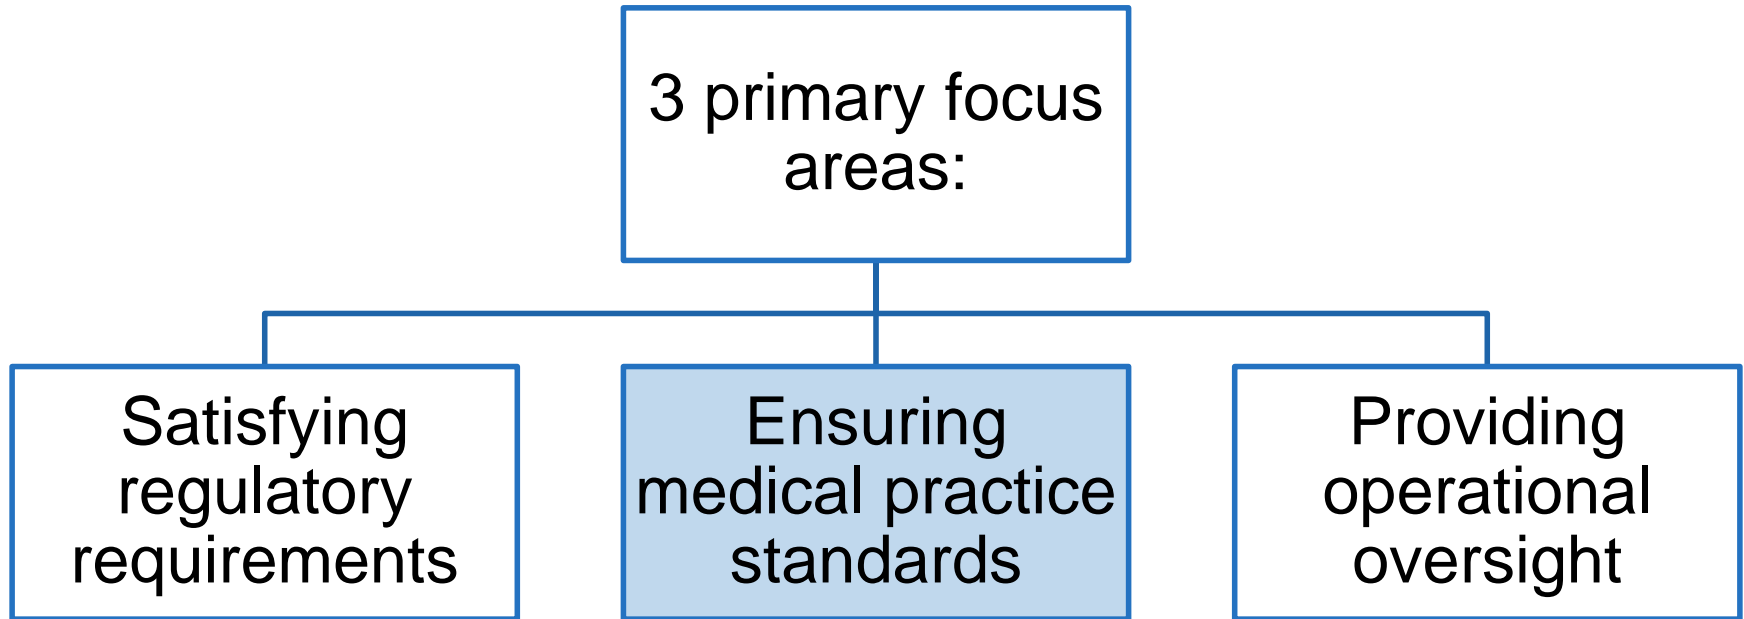 3 primary focus
areas:
Satisfying
regulatory
requirements
Ensuring
medical practice
standards
Providing
operational
oversight